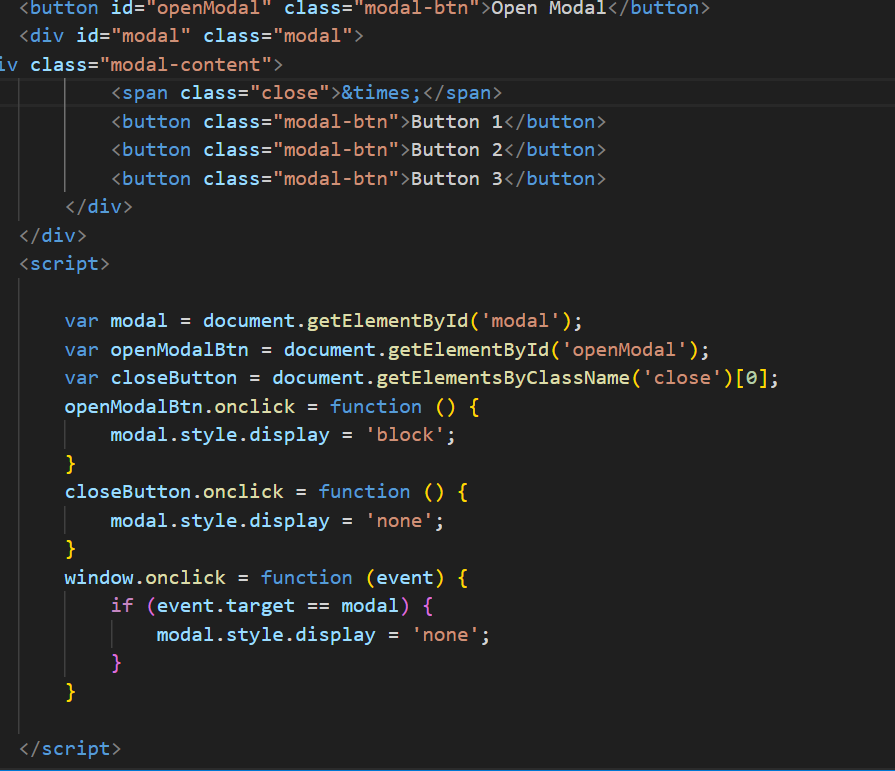 <button id="openModal" class="modal-btn">Open Modal</button>
<div id="modal" class="modal">
iv class="modal-content">
<span class="close">&times;</span>
<button class="modal-btn">Button 1</button>
<button class="modal-btn">Button 2</button>
<button class="modal-btn">Button 3</button>
</div>
</div>
<script>
var modal = document.getElementById('modal');
var openModalBtn = document.getElementById('openModal');
var closeButton = document.getElementsByClassName('close')[0];
openModalBtn.onclick = function () {
modal.style.display = 'block';
}
closeButton.onclick = function () {
modal.style.display = 'none';
}
window.onclick = function (event) {
if (event.target == modal) {
modal.style.display = 'none';
}
}
</script>